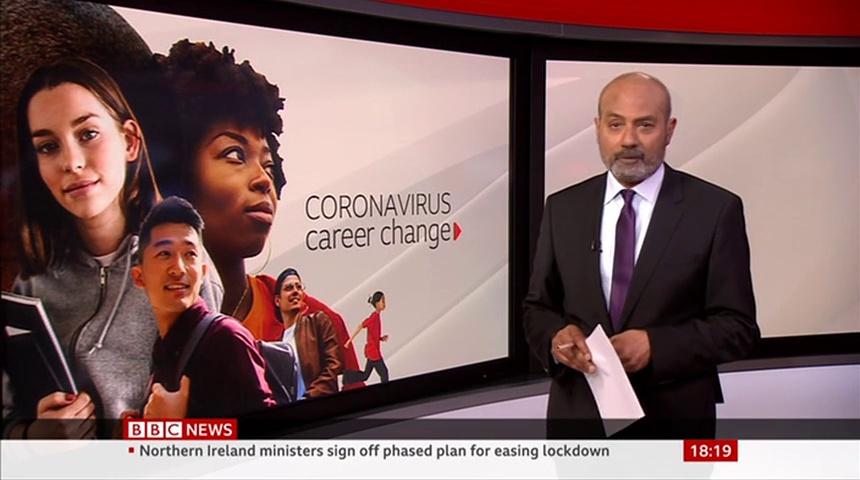 CORONAVIRUS
career change
BBC NEWS
Northern Ireland ministers sign off phased plan for easing lockdown
18:19